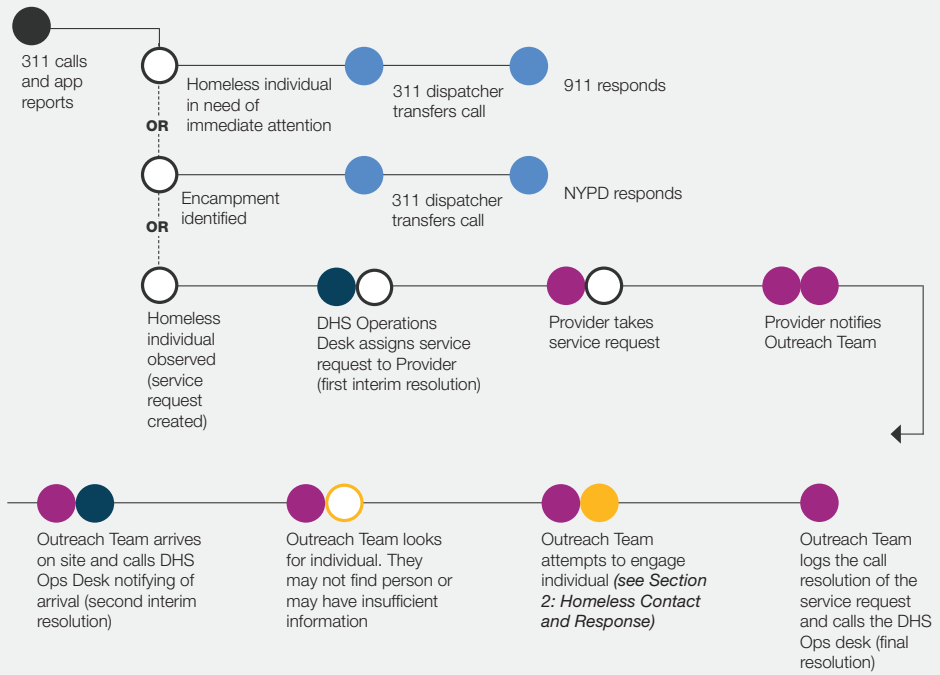 311 calls
and app
reports
Homeless individual
in need of
immediate attention
311 dispatcher
transfers call
911 responds
OR
Encampment
identified
311 dispatcher
transfers call
NYPD responds
OR
Homeless
individual
observed
(service
request
created)
DHS Operations
Desk assigns service
request to Provider
(first interim resolution)
Provider takes
service request
Provider notifies
Outreach Team
Outreach Team arrives
on site and calls DHS
Ops Desk notifying of
arrival (second interim
resolution)
Outreach Team looks
for individual. They
may not find person or
may have insufficient
information
Outreach Team
attempts to engage
individual (see Section
2: Homeless Contact
and Response)
Outreach Team
logs the call
resolution of the
service request
and calls the DHS
Ops desk (final
resolution)